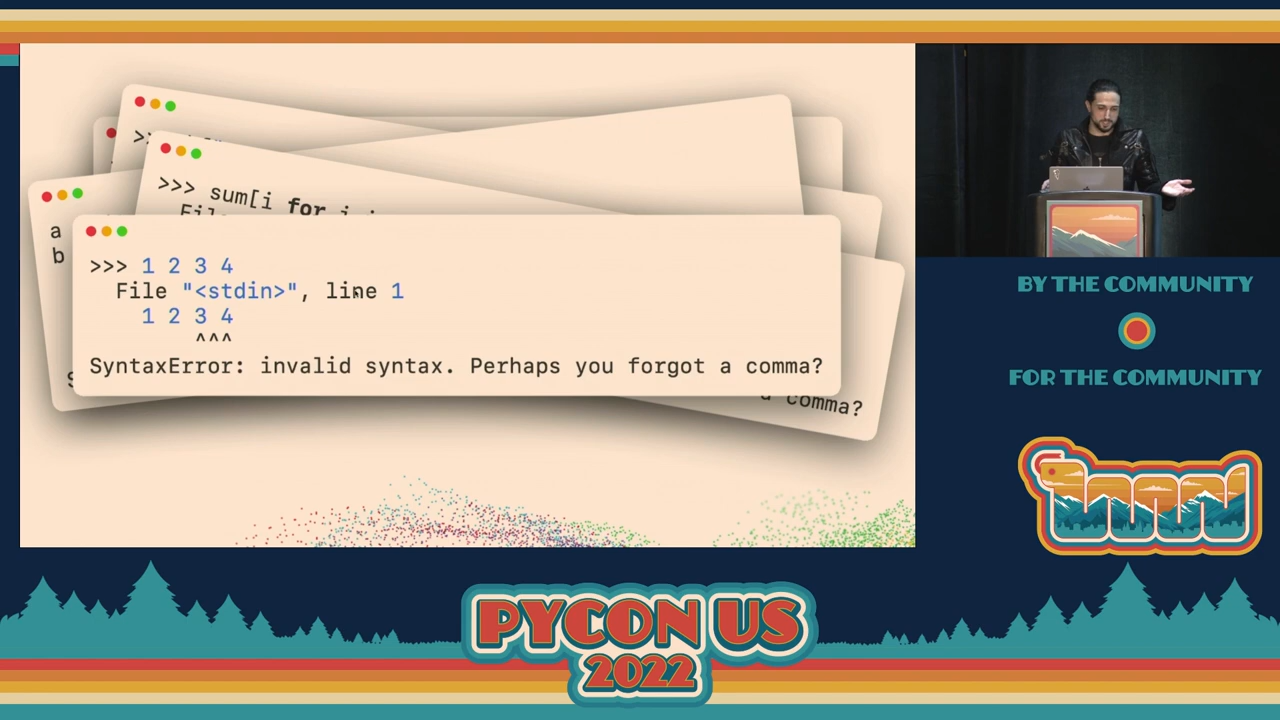 >>> sum[i for i i
a
b
>>> 1 2 3 4
File "<stdin>", line 1
1 2 3 4
^^^
SyntaxError: invalid syntax. Perhaps you forgot a comma?
a comma?
BY THE COMMUNITY
FOR THE COMMUNITY
PYCON US
2022